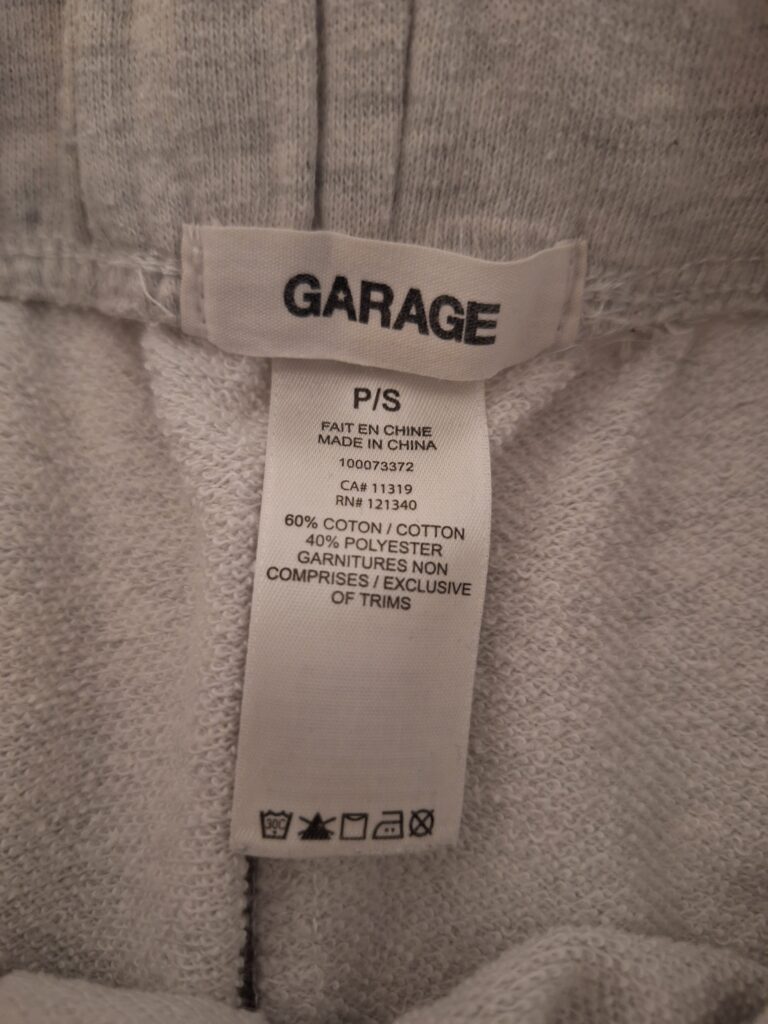 GARAGE
P/S
FAIT EN CHINE
MADE IN CHINA
100073372
CA# 11319
RN# 121340
60% COTON / COTTON
40% POLYESTER
GARNITURES NON
COMPRISES / EXCLUSIVE
OF TRIMS
30C